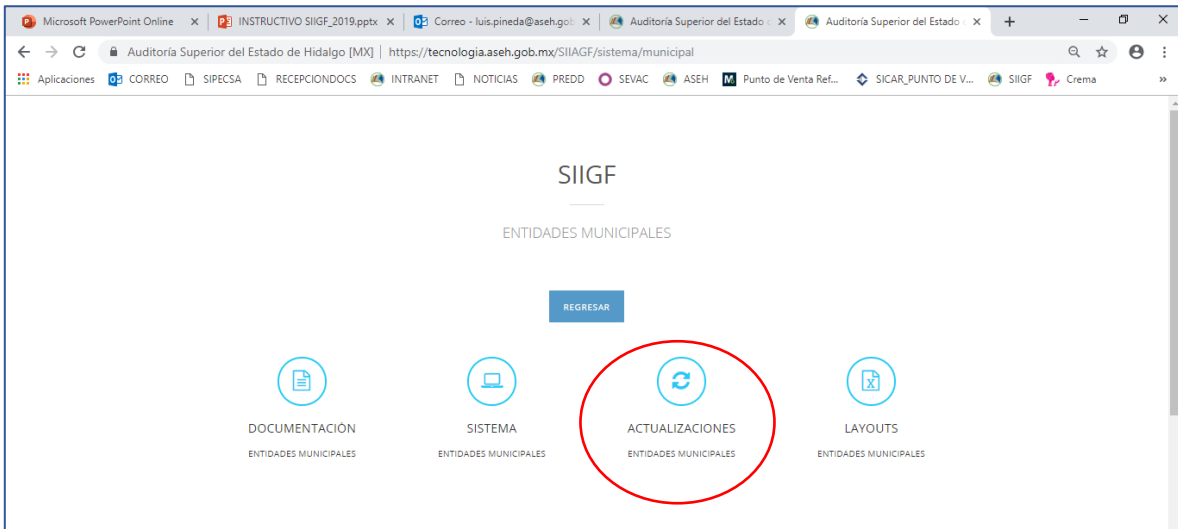 Microsoft PowerPoint Online
INSTRUCTIVO SIIGF_2019.pptx
Correo - luis.pineda@aseh.gob
Auditoría Superior del Estado
Auditoría Superior del Estado
Auditoría Superior del Estado de Hidalgo [MX] | https://tecnologia.aseh.gob.mx/SIIAGF/sistema/municipal
Aplicaciones CORREO SIPECSA RECEPCIONDOCS INTRANET NOTICIAS PREDD SEVAC ASEH Punto de Venta Ref... SICAR_PUNTO DE V... SIIGF Crema »
SIIGF
ENTIDADES MUNICIPALES
REGRESAR
DOCUMENTACIÓN
ENTIDADES MUNICIPALES
SISTEMA
ENTIDADES MUNICIPALES
ACTUALIZACIONES
ENTIDADES MUNICIPALES
LAYOUTS
ENTIDADES MUNICIPALES